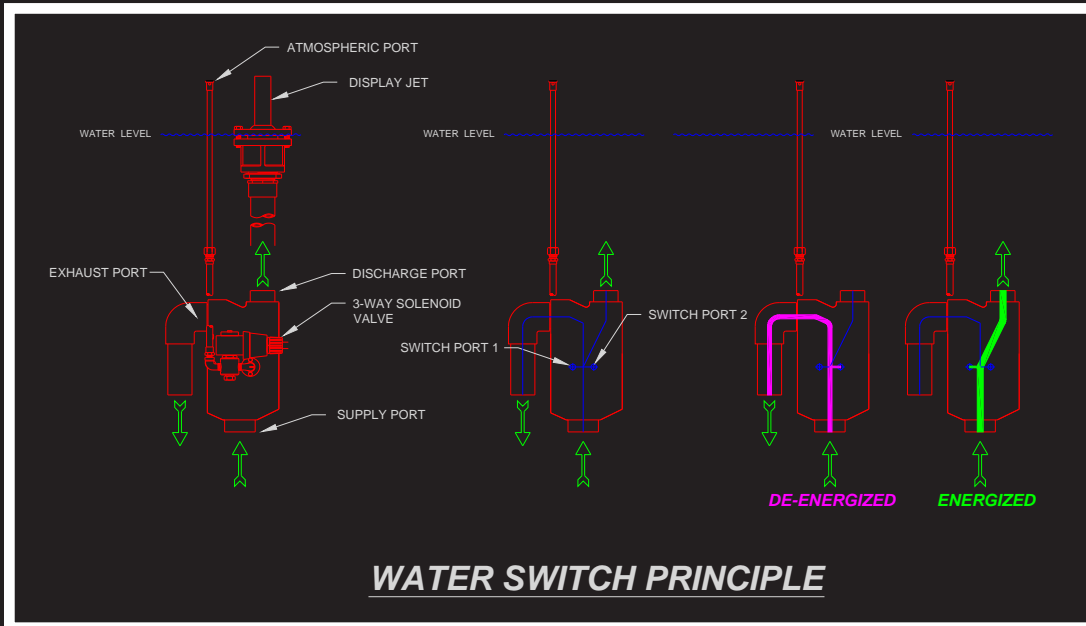 ATMOSPHERIC PORT
DISPLAY JET
WATER LEVEL
WATER LEVEL
WATER LEVEL
EXHAUST PORT
DISCHARGE PORT
3-WAY SOLENOID
VALVE
SWITCH PORT 2
SWITCH PORT 1
SUPPLY PORT
DE-ENERGIZED
ENERGIZED
WATER SWITCH PRINCIPLE